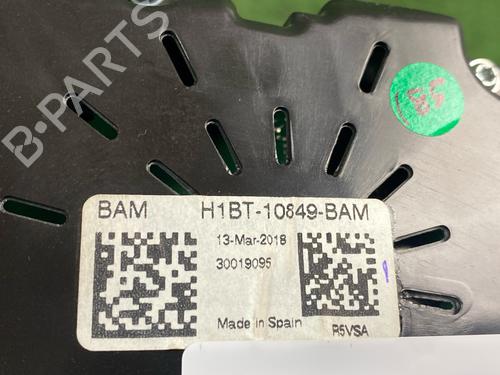 B-PARTS
BAM H1BT-10849-BAM
13-Mar-2018
30019095
Made in Spain R5VSA